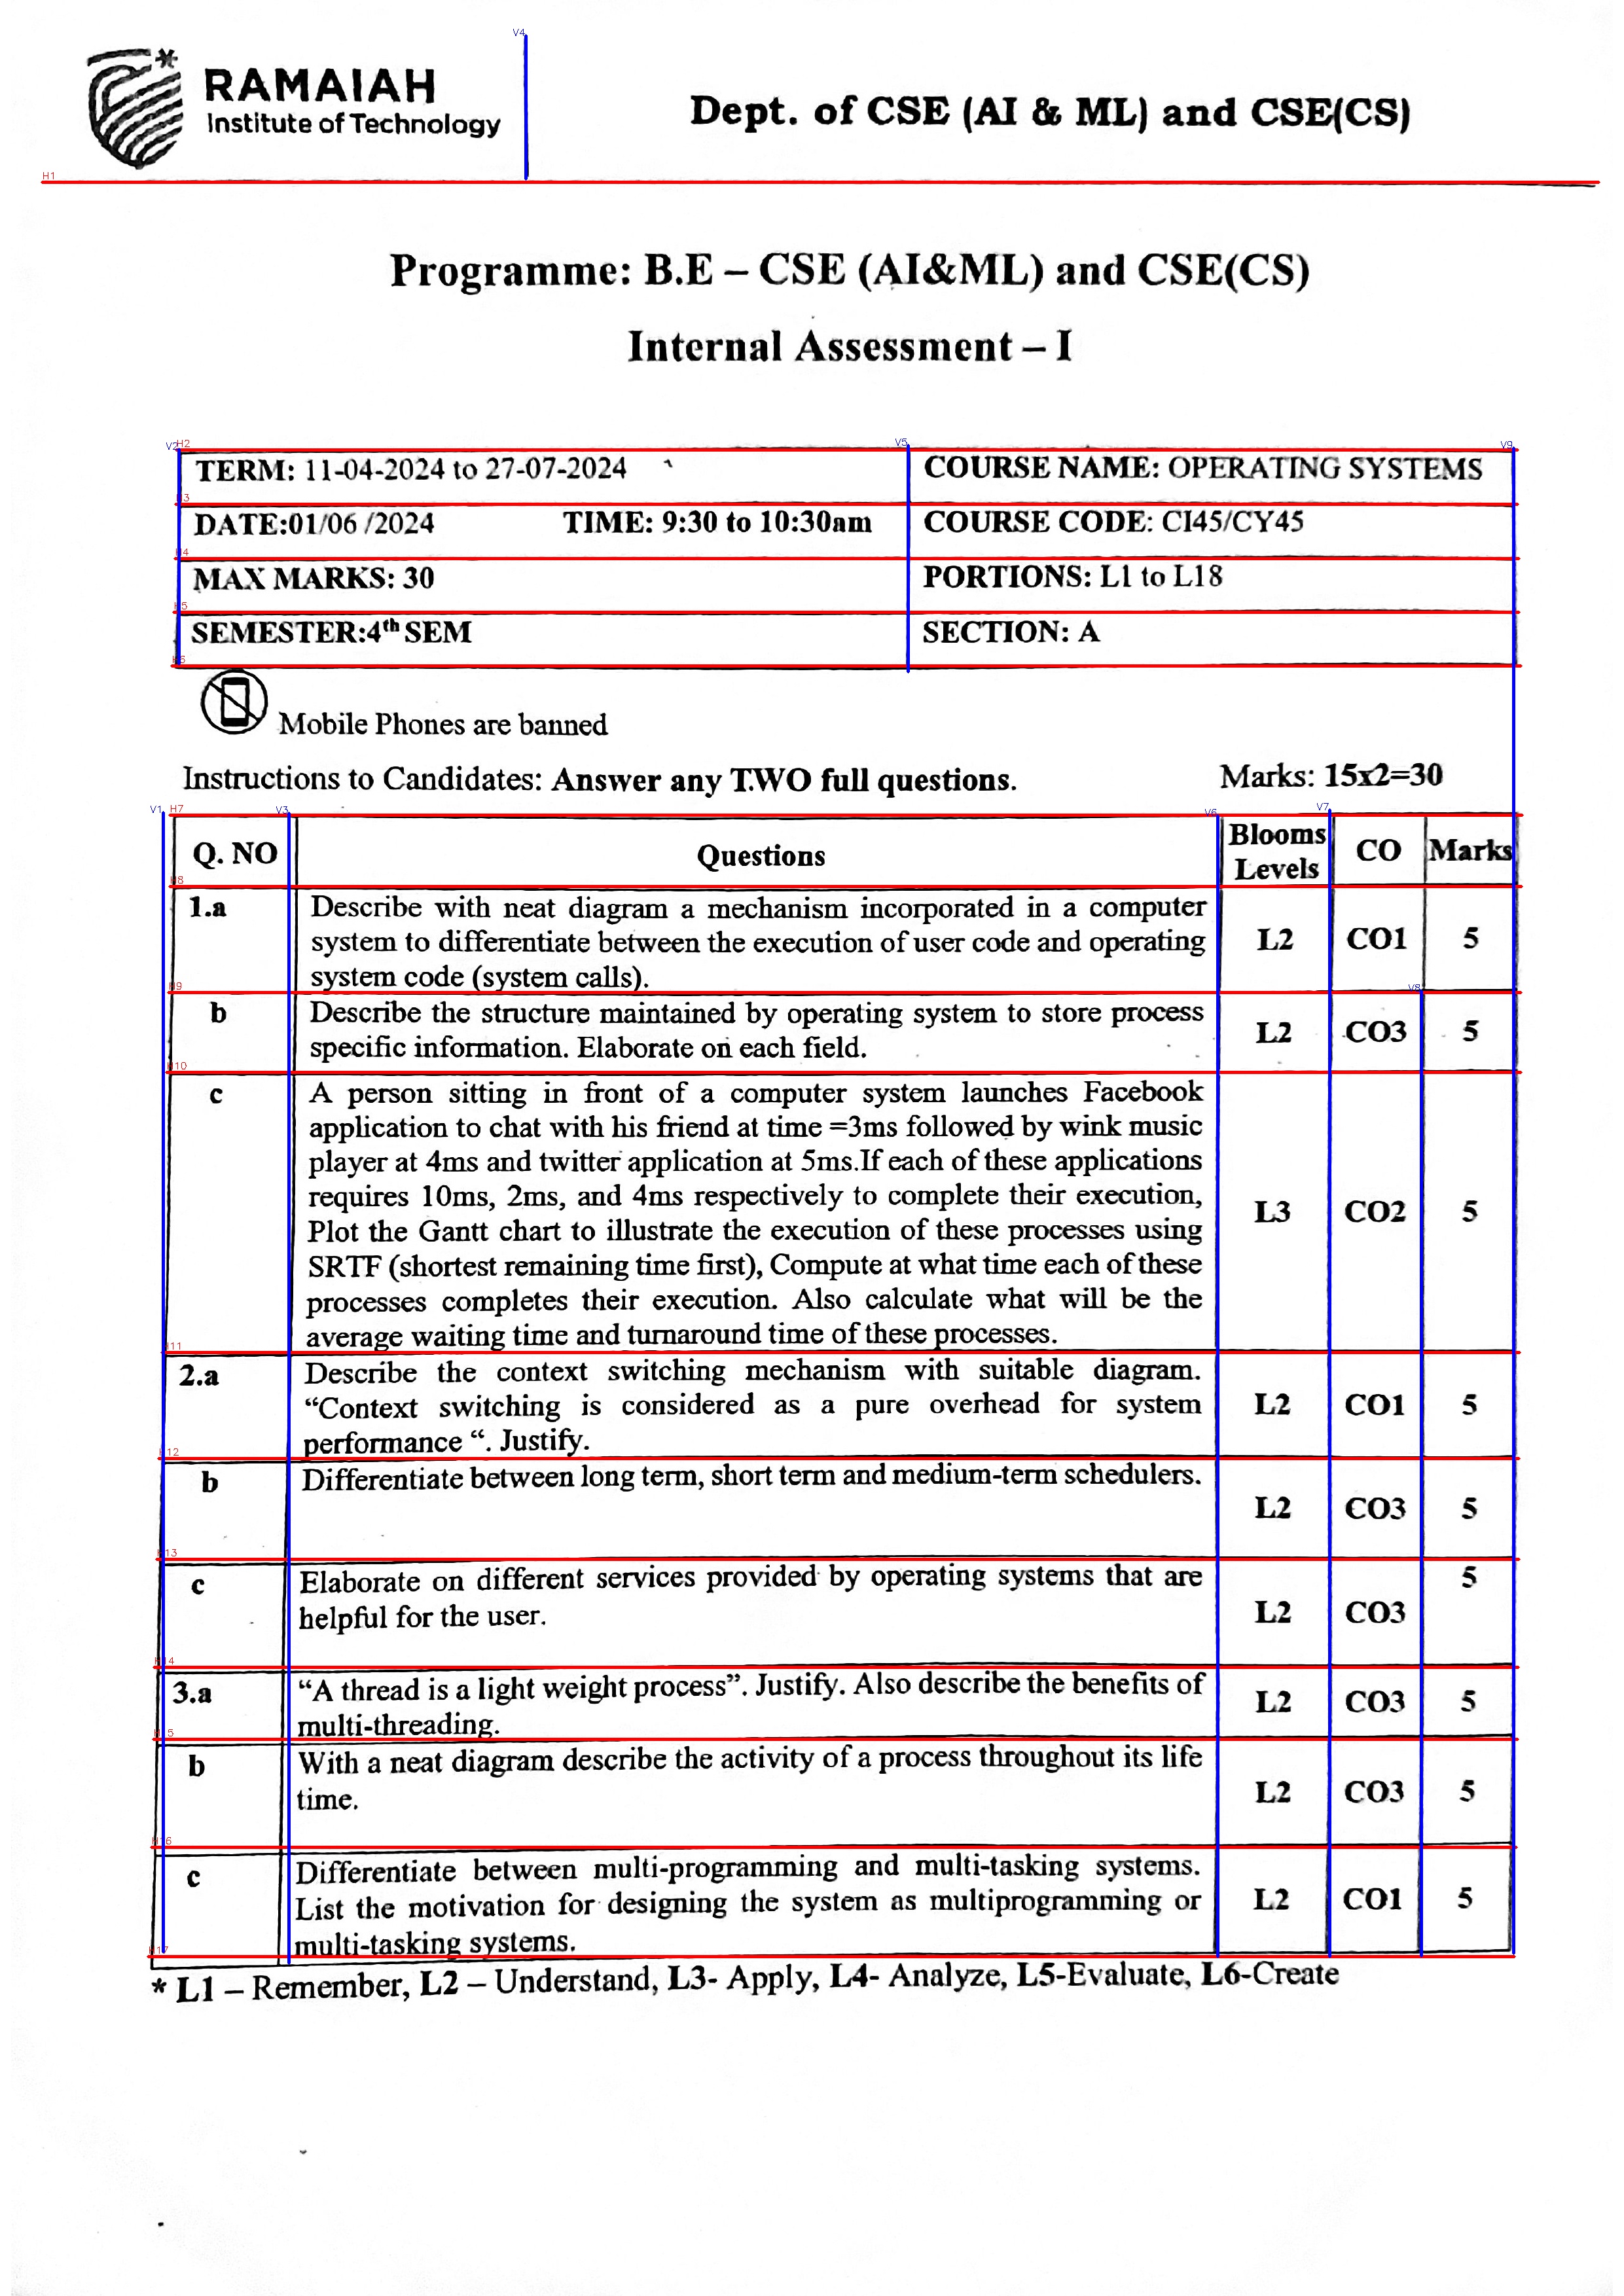 RAMAIAH
Institute of Technology
Dept. of CSE (AI & ML) and CSE(CS)
Programme: B.E – CSE (AI&ML) and CSE(CS)
Internal Assessment – I
TERM: 11-04-2024 to 27-07-2024 COURSE NAME: OPERATING SYSTEMS
DATE:01/06 /2024 TIME: 9:30 to 10:30am COURSE CODE: CI45/CY45
MAX MARKS: 30 PORTIONS: L1 to L18
SEMESTER:4th SEM SECTION: A
Mobile Phones are banned
Instructions to Candidates: Answer any TWO full questions. Marks: 15x2=30
Q. NO Questions Blooms Levels CO Marks
1.a Describe with neat diagram a mechanism incorporated in a computer
system to differentiate between the execution of user code and operating L2 CO1 5
system code (system calls).
b Describe the structure maintained by operating system to store process
specific information. Elaborate on each field. L2 CO3 5
c A person sitting in front of a computer system launches Facebook
application to chat with his friend at time =3ms followed by wink music
player at 4ms and twitter application at 5ms.If each of these applications
requires 10ms, 2ms, and 4ms respectively to complete their execution, L3 CO2 5
Plot the Gantt chart to illustrate the execution of these processes using
SRTF (shortest remaining time first), Compute at what time each of these
processes completes their execution. Also calculate what will be the
average waiting time and turnaround time of these processes.
2.a Describe the context switching mechanism with suitable diagram.
“Context switching is considered as a pure overhead for system L2 CO1 5
performance “. Justify.
b Differentiate between long term, short term and medium-term schedulers. L2 CO3 5
c Elaborate on different services provided by operating systems that are 5
helpful for the user. L2 CO3
3.a “A thread is a light weight process”. Justify. Also describe the benefits of L2 CO3 5
multi-threading.
b With a neat diagram describe the activity of a process throughout its life
time. L2 CO3 5
c Differentiate between multi-programming and multi-tasking systems.
List the motivation for designing the system as multiprogramming or L2 CO1 5
multi-tasking systems.
* L1 – Remember, L2 – Understand, L3- Apply, L4- Analyze, L5-Evaluate, L6-Create